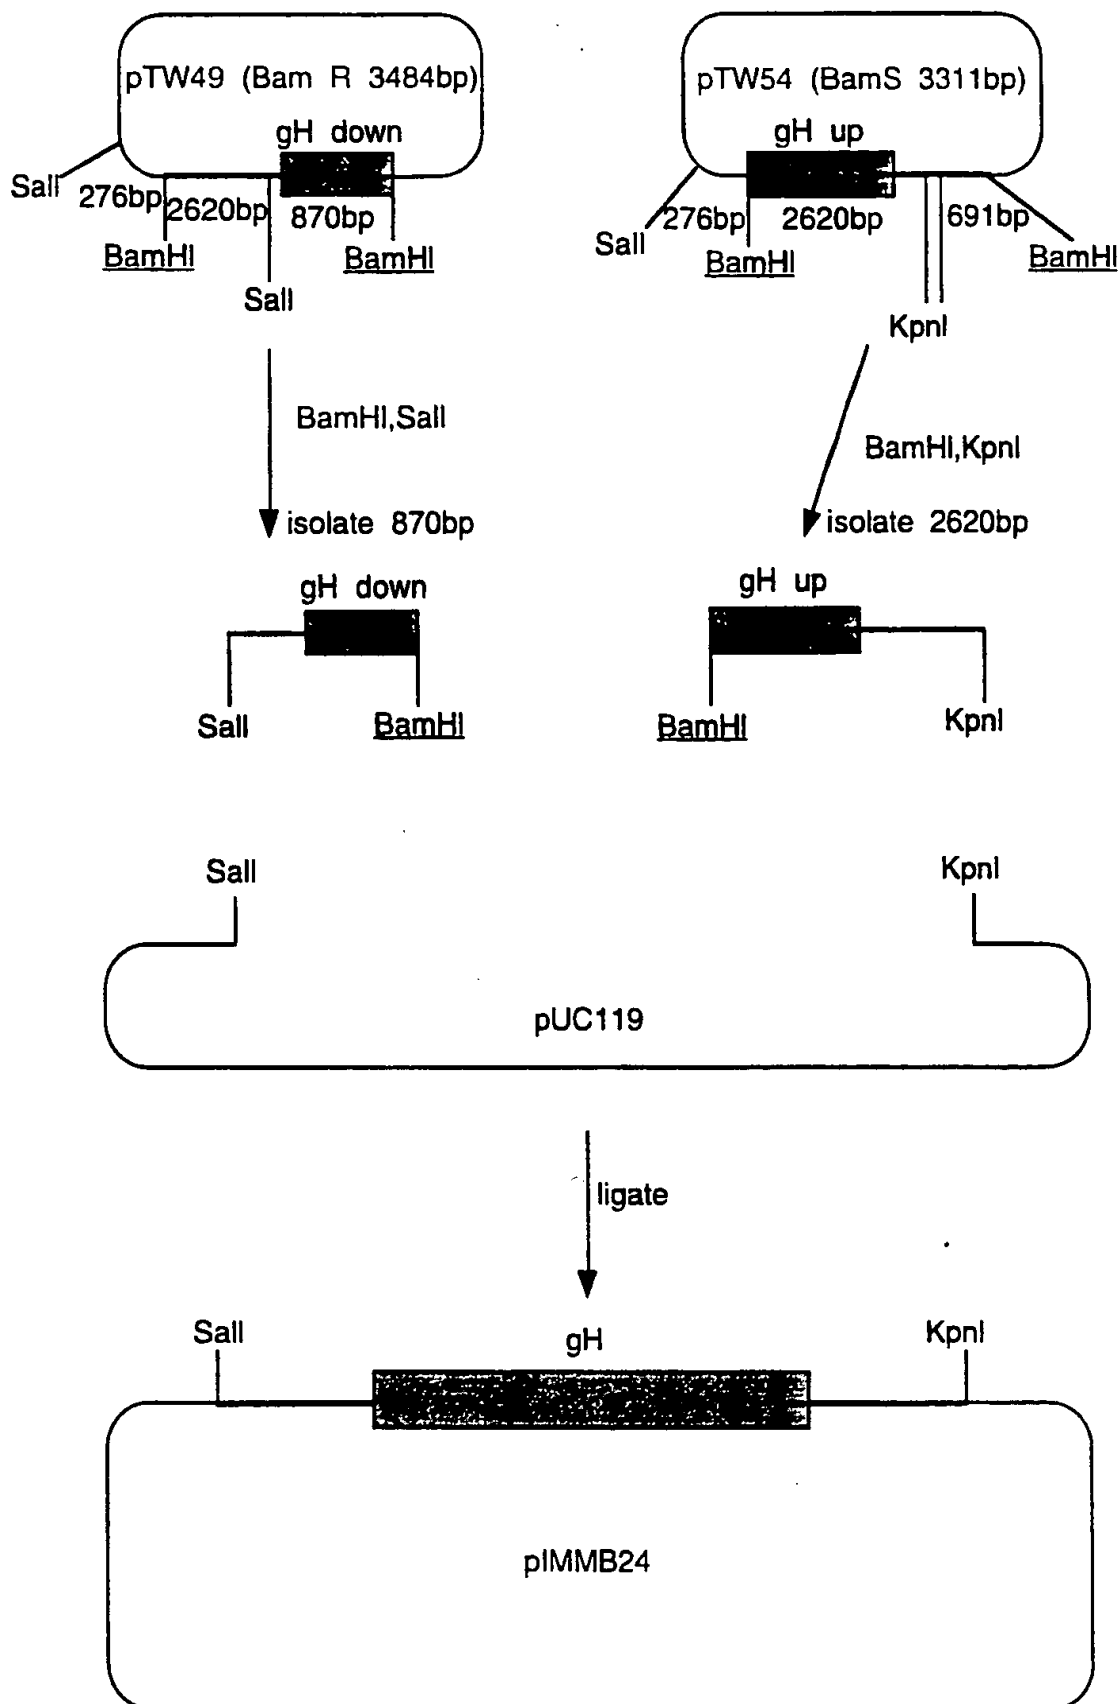 pTW49 (Bam R 3484bp)
gH down
SalI
276bp
2620bp
870bp
BamHI
BamHI
SalI
BamHI,SalI
isolate 870bp
gH down
SalI
BamHI
pTW54 (BamS 3311bp)
gH up
SalI
276bp
2620bp
691bp
BamHI
BamHI
KpnI
BamHI,KpnI
isolate 2620bp
gH up
BamHI
KpnI
SalI
KpnI
pUC119
ligate
SalI
gH
KpnI
pIMMB24